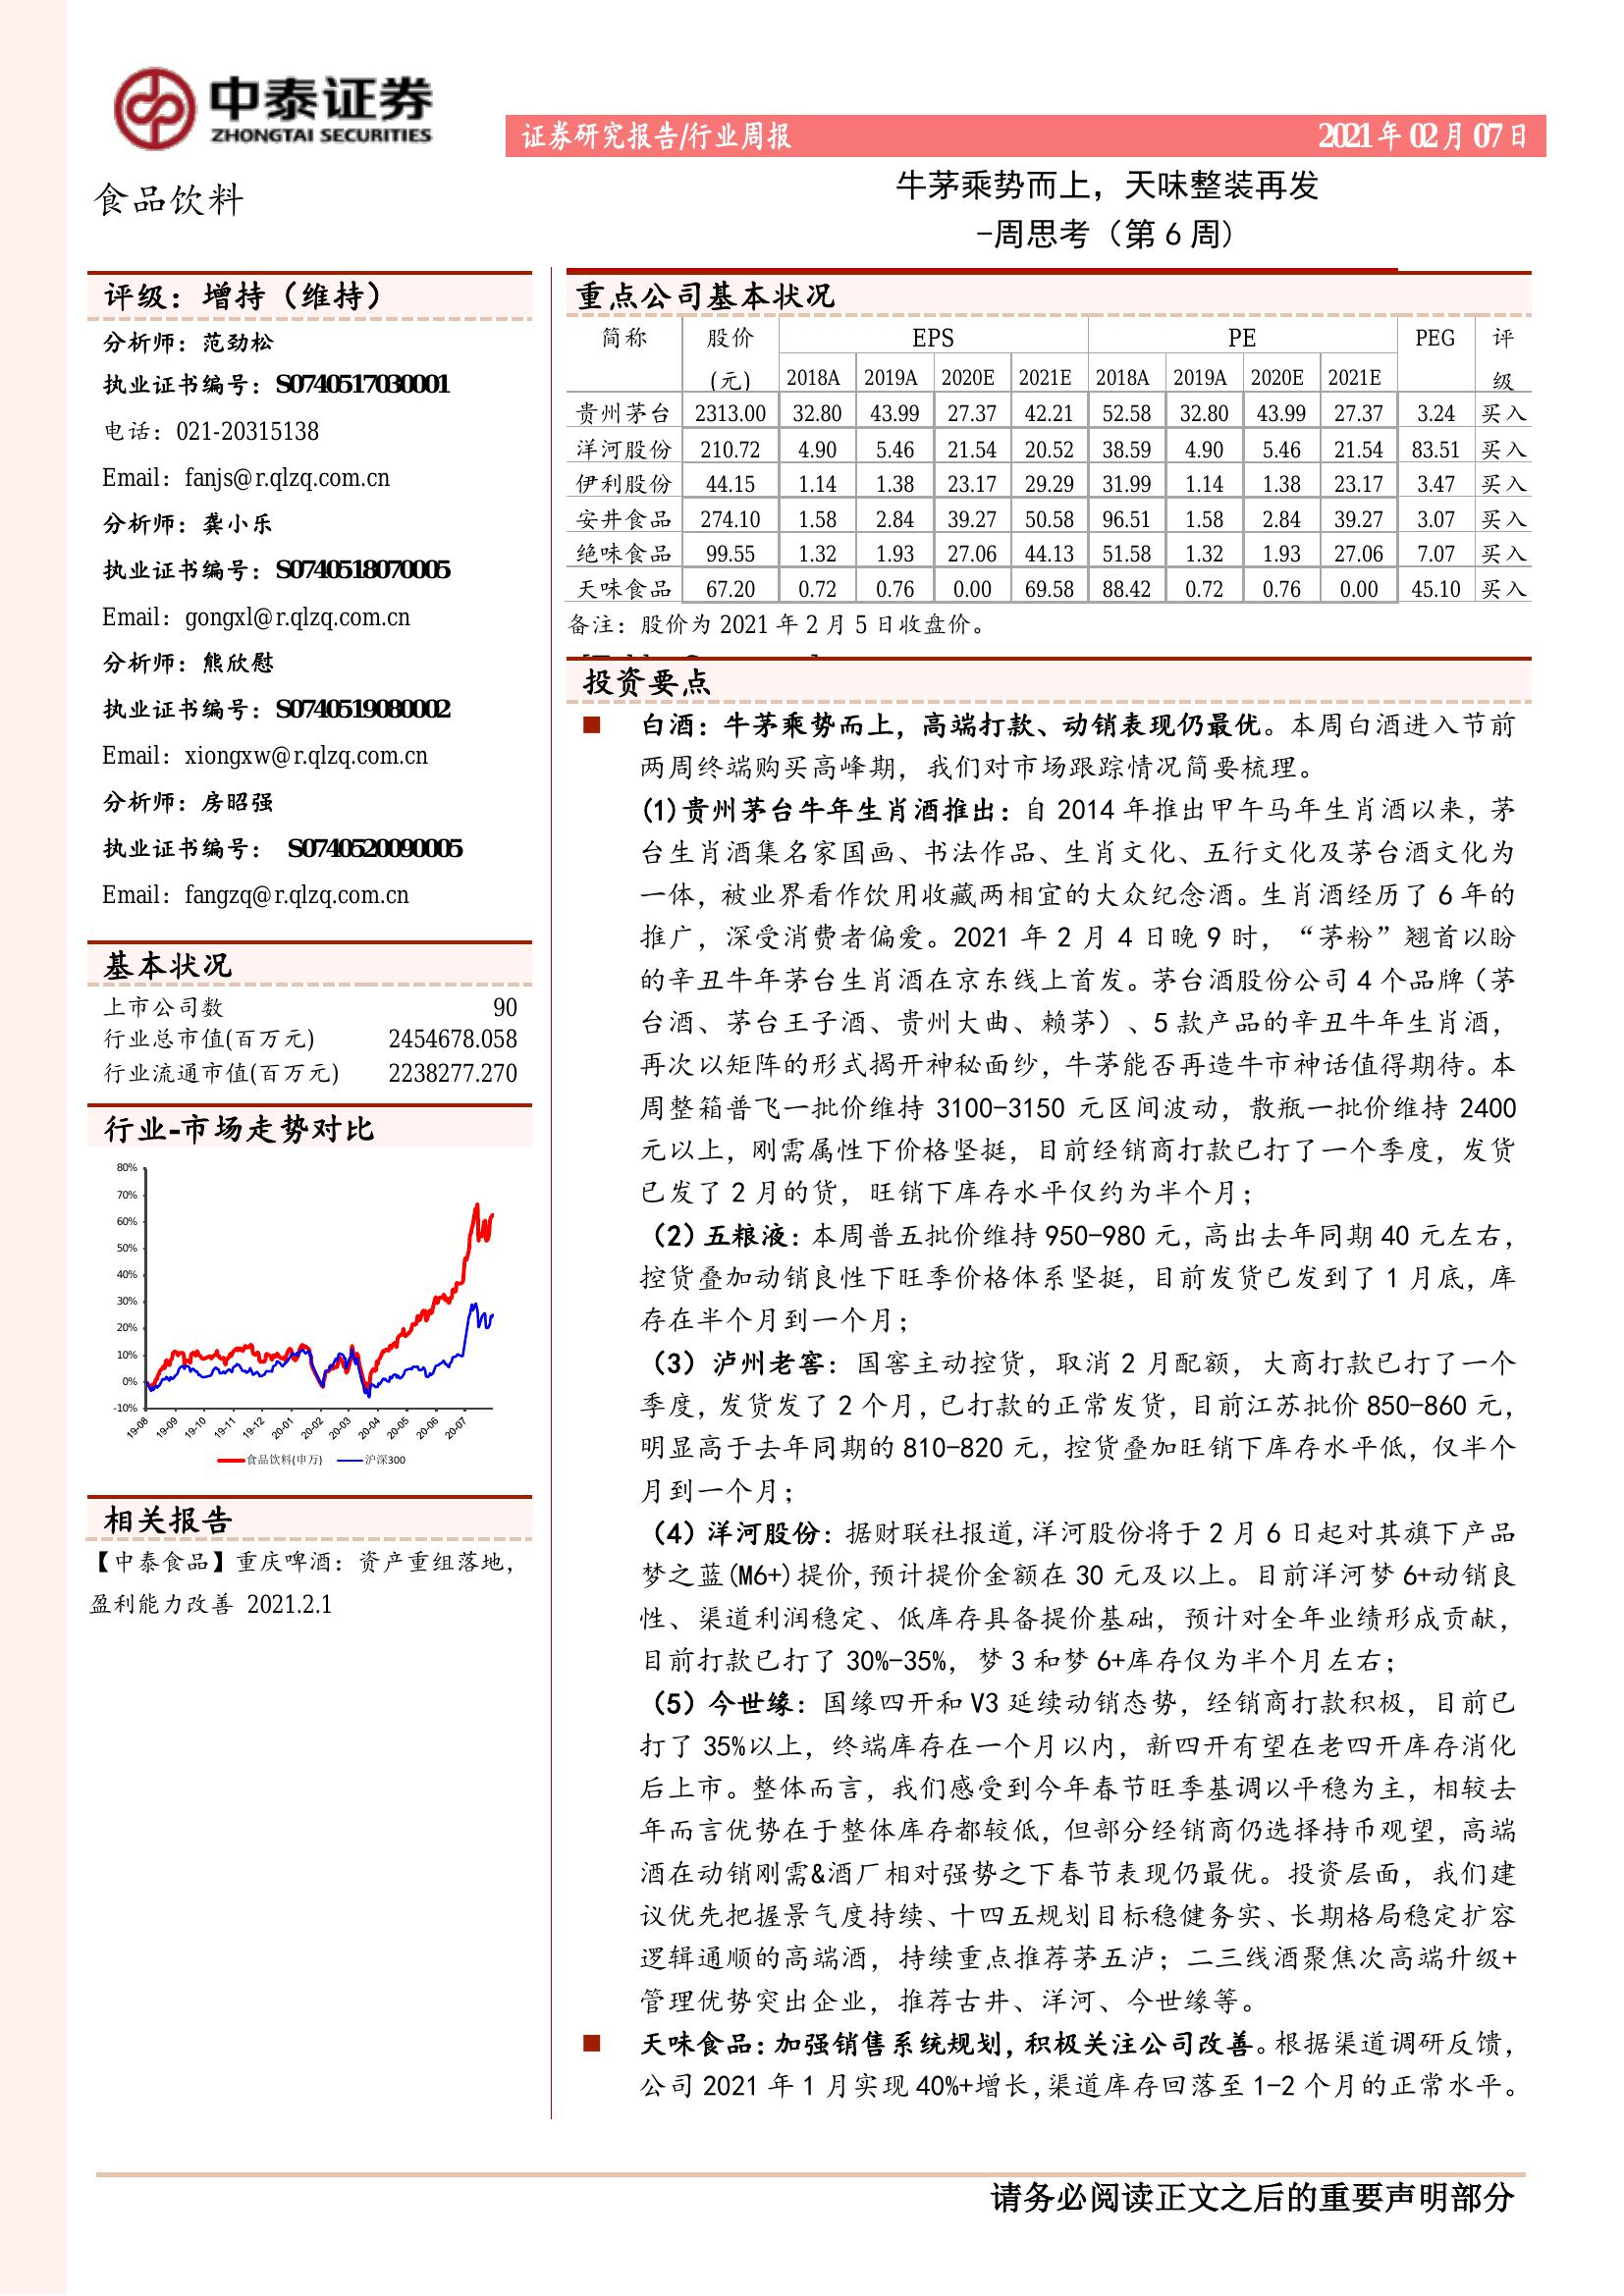 中泰证券
ZHONGTAI SECURITIES
证券研究报告/行业周报 2021年02月07日
食品饮料
牛茅乘势而上，天味整装再发
-周思考（第 6 周）
评级：增持（维持）
分析师：范劲松
执业证书编号：S0740517030001
电话：021-20315138
Email：fanjs@r.qlzq.com.cn
分析师：龚小乐
执业证书编号：S0740518070005
Email：gongxl@r.qlzq.com.cn
分析师：熊欣慰
执业证书编号：S0740519080002
Email：xiongxw@r.qlzq.com.cn
分析师：房昭强
执业证书编号： S0740520090005
Email：fangzq@r.qlzq.com.cn
基本状况
上市公司数 90
行业总市值(百万元) 2454678.058
行业流通市值(百万元) 2238277.270
行业-市场走势对比
80%
70%
60%
50%
40%
30%
20%
10%
0%
-10%
19-08 19-09 19-10 19-11 19-12 20-01 20-02 20-03 20-04 20-05 20-06 20-07
食品饮料(申万) 沪深300
相关报告
【中泰食品】重庆啤酒：资产重组落地，
盈利能力改善 2021.2.1
重点公司基本状况
简称 股价 EPS PE PEG 评
(元) 2018A 2019A 2020E 2021E 2018A 2019A 2020E 2021E 级
贵州茅台 2313.00 32.80 43.99 27.37 42.21 52.58 32.80 43.99 27.37 3.24 买入
洋河股份 210.72 4.90 5.46 21.54 20.52 38.59 4.90 5.46 21.54 83.51 买入
伊利股份 44.15 1.14 1.38 23.17 29.29 31.99 1.14 1.38 23.17 3.47 买入
安井食品 274.10 1.58 2.84 39.27 50.58 96.51 1.58 2.84 39.27 3.07 买入
绝味食品 99.55 1.32 1.93 27.06 44.13 51.58 1.32 1.93 27.06 7.07 买入
天味食品 67.20 0.72 0.76 0.00 69.58 88.42 0.72 0.76 0.00 45.10 买入
备注：股价为 2021 年 2 月 5 日收盘价。
投资要点
■ 白酒：牛茅乘势而上，高端打款、动销表现仍最优。本周白酒进入节前
两周终端购买高峰期，我们对市场跟踪情况简要梳理。
(1)贵州茅台牛年生肖酒推出：自 2014 年推出甲午马年生肖酒以来，茅
台生肖酒集名家国画、书法作品、生肖文化、五行文化及茅台酒文化为
一体，被业界看作饮用收藏两相宜的大众纪念酒。生肖酒经历了 6 年的
推广，深受消费者偏爱。2021 年 2 月 4 日晚 9 时，“茅粉”翘首以盼
的辛丑牛年茅台生肖酒在京东线上首发。茅台酒股份公司 4 个品牌（茅
台酒、茅台王子酒、贵州大曲、赖茅）、5 款产品的辛丑牛年生肖酒，
再次以矩阵的形式揭开神秘面纱，牛茅能否再造牛市神话值得期待。本
周整箱普飞一批价维持 3100-3150 元区间波动，散瓶一批价维持 2400
元以上，刚需属性下价格坚挺，目前经销商打款已打了一个季度，发货
已发了 2 月的货，旺销下库存水平仅约为半个月；
（2）五粮液：本周普五批价维持 950-980 元，高出去年同期 40 元左右，
控货叠加动销良性下旺季价格体系坚挺，目前发货已发到了 1 月底，库
存在半个月到一个月；
（3）泸州老窖：国窖主动控货，取消 2 月配额，大商打款已打了一个
季度，发货发了 2 个月，已打款的正常发货，目前江苏批价 850-860 元，
明显高于去年同期的 810-820 元，控货叠加旺销下库存水平低，仅半个
月到一个月；
（4）洋河股份：据财联社报道，洋河股份将于 2 月 6 日起对其旗下产品
梦之蓝(M6+)提价，预计提价金额在 30 元及以上。目前洋河梦 6+动销良
性、渠道利润稳定、低库存具备提价基础，预计对全年业绩形成贡献，
目前打款已打了 30%-35%，梦 3 和梦 6+库存仅为半个月左右；
（5）今世缘：国缘四开和 V3 延续动销态势，经销商打款积极，目前已
打了 35%以上，终端库存在一个月以内，新四开有望在老四开库存消化
后上市。整体而言，我们感受到今年春节旺季基调以平稳为主，相较去
年而言优势在于整体库存都较低，但部分经销商仍选择持币观望，高端
酒在动销刚需&酒厂相对强势之下春节表现仍最优。投资层面，我们建
议优先把握景气度持续、十四五规划目标稳健务实、长期格局稳定扩容
逻辑通顺的高端酒，持续重点推荐茅五泸；二三线酒聚焦次高端升级+
管理优势突出企业，推荐古井、洋河、今世缘等。
■ 天味食品：加强销售系统规划，积极关注公司改善。根据渠道调研反馈，
公司 2021 年 1 月实现 40%+增长，渠道库存回落至 1-2 个月的正常水平。
请务必阅读正文之后的重要声明部分